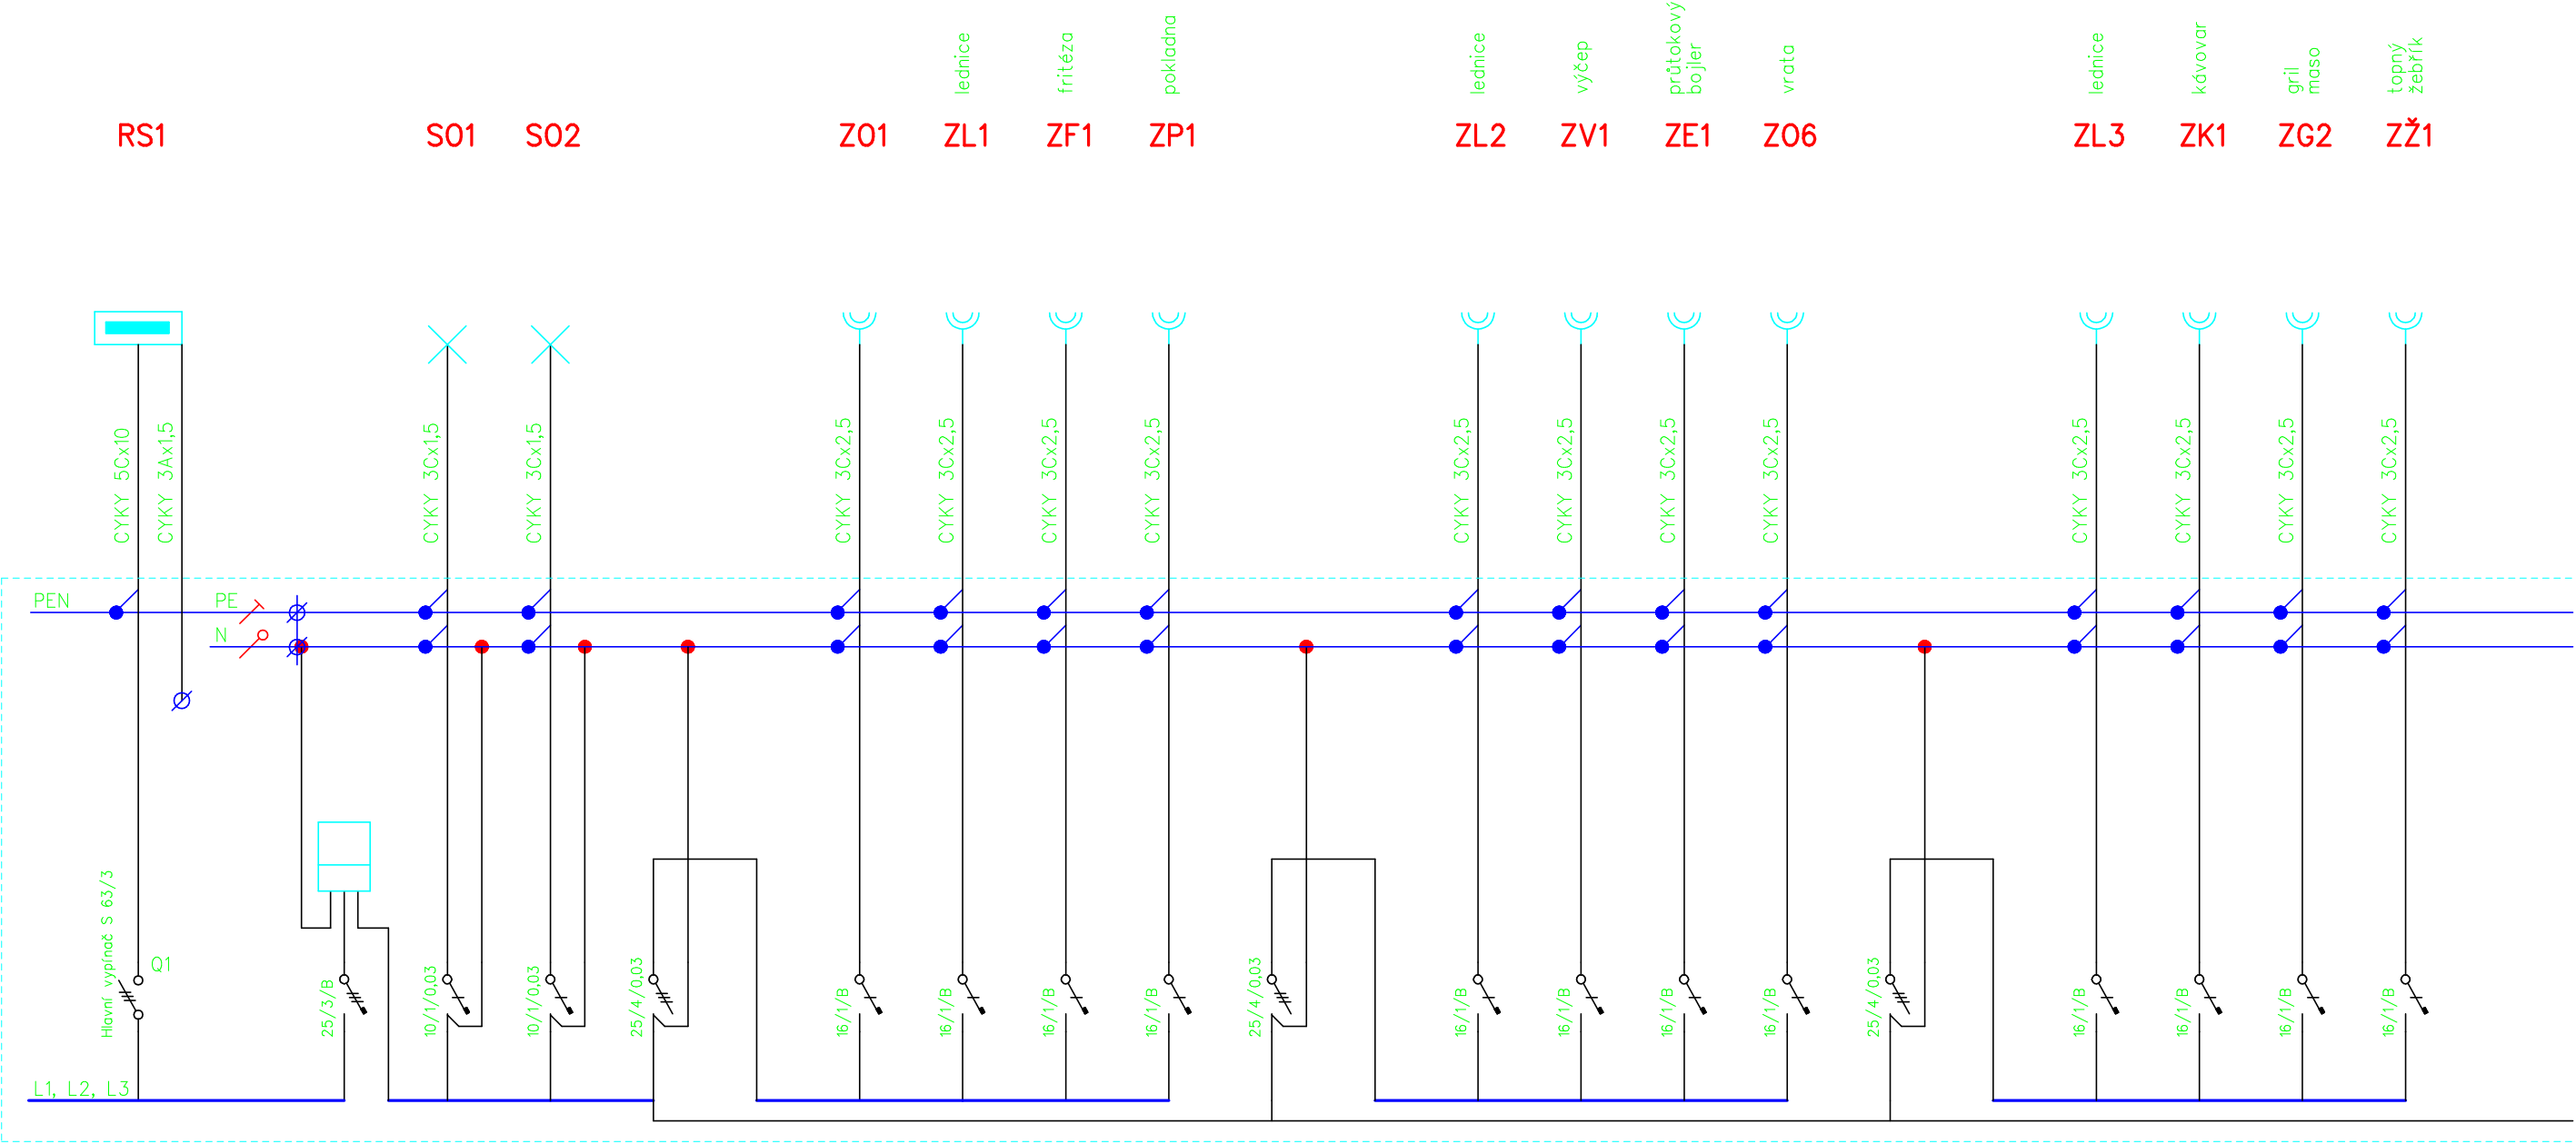 lednice
fritéza
pokladna
lednice
výčep
průtokový
bojler
vrata
lednice
kávovar
gril
maso
topný
žebřík
RS1
SO1
SO2
ZO1
ZL1
ZF1
ZP1
ZL2
ZV1
ZE1
ZO6
ZL3
ZK1
ZG2
ZŽ1
CYKY 5Cx10
CYKY 3Ax1,5
CYKY 3Cx1,5
CYKY 3Cx1,5
CYKY 3Cx2,5
CYKY 3Cx2,5
CYKY 3Cx2,5
CYKY 3Cx2,5
CYKY 3Cx2,5
CYKY 3Cx2,5
CYKY 3Cx2,5
CYKY 3Cx2,5
CYKY 3Cx2,5
CYKY 3Cx2,5
CYKY 3Cx2,5
CYKY 3Cx2,5
PEN
PE
N
Hlavní vypínač S 63/3
Q1
25/3/B
10/1/0,03
10/1/0,03
25/4/0,03
16/1/B
16/1/B
16/1/B
16/1/B
25/4/0,03
16/1/B
16/1/B
16/1/B
16/1/B
25/4/0,03
16/1/B
16/1/B
16/1/B
16/1/B
L1, L2, L3